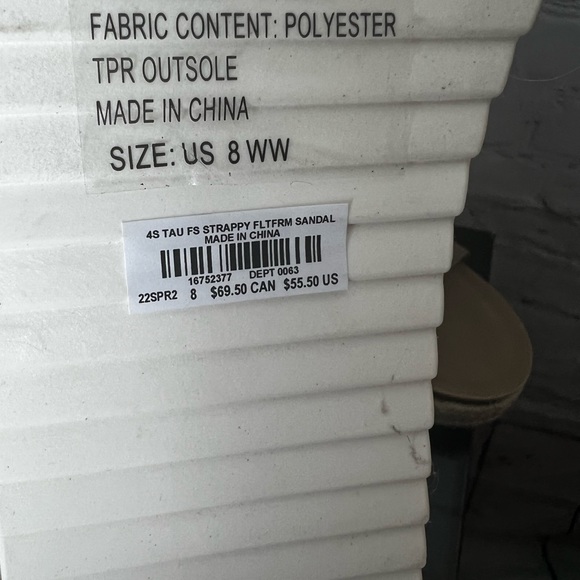 FABRIC CONTENT: POLYESTER
TPR OUTSOLE
MADE IN CHINA
SIZE: US 8 WW
4S TAU FS STRAPPY FLTFRM SANDAL
MADE IN CHINA
16752377 DEPT 0063
22SPR2 8 $69.50 CAN $55.50 US